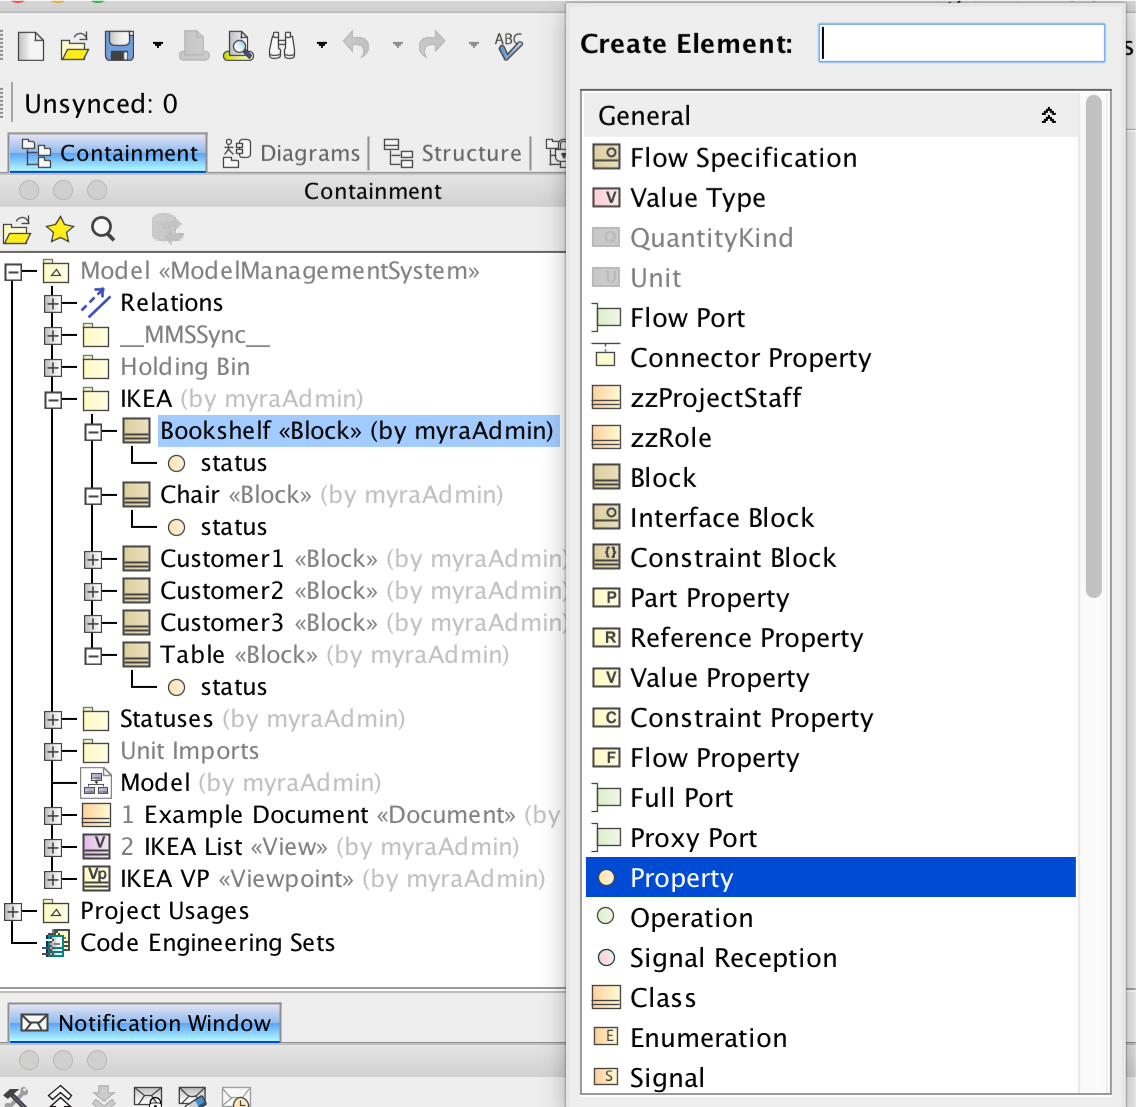 ABC
Unsynced: 0
Containment
Diagrams
Structure
Containment
Model «ModelManagementSystem»
Relations
__MMSSync__
Holding Bin
IKEA (by myraAdmin)
Bookshelf «Block» (by myraAdmin)
status
Chair «Block» (by myraAdmin)
status
Customer1 «Block» (by myraAdmin)
Customer2 «Block» (by myraAdmin)
Customer3 «Block» (by myraAdmin)
Table «Block» (by myraAdmin)
status
Statuses (by myraAdmin)
Unit Imports
Model (by myraAdmin)
1 Example Document «Document» (by
V 2 IKEA List «View» (by myraAdmin)
Vp IKEA VP «Viewpoint» (by myraAdmin)
Project Usages
Code Engineering Sets
Notification Window
Create Element:
General
Flow Specification
V Value Type
Q QuantityKind
U Unit
Flow Port
Connector Property
zzProjectStaff
zzRole
Block
Interface Block
{} Constraint Block
P Part Property
R Reference Property
V Value Property
C Constraint Property
F Flow Property
Full Port
Proxy Port
Property
Operation
Signal Reception
Class
E Enumeration
S Signal